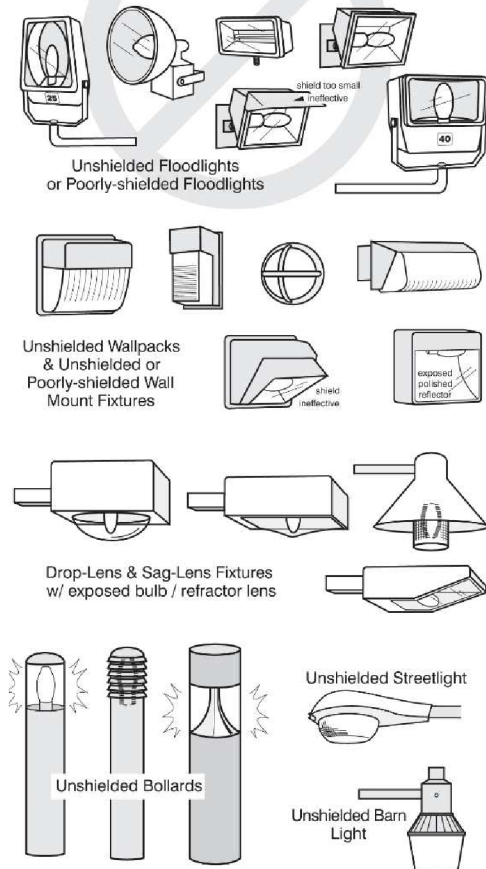 25
shield too small
ineffective
40
Unshielded Floodlights
or Poorly-shielded Floodlights
Unshielded Wallpacks
& Unshielded or
Poorly-shielded Wall
Mount Fixtures
shield
ineffective
exposed
polished
reflector
Drop-Lens & Sag-Lens Fixtures
w/ exposed bulb / refractor lens
Unshielded Bollards
Unshielded Streetlight
Unshielded Barn
Light